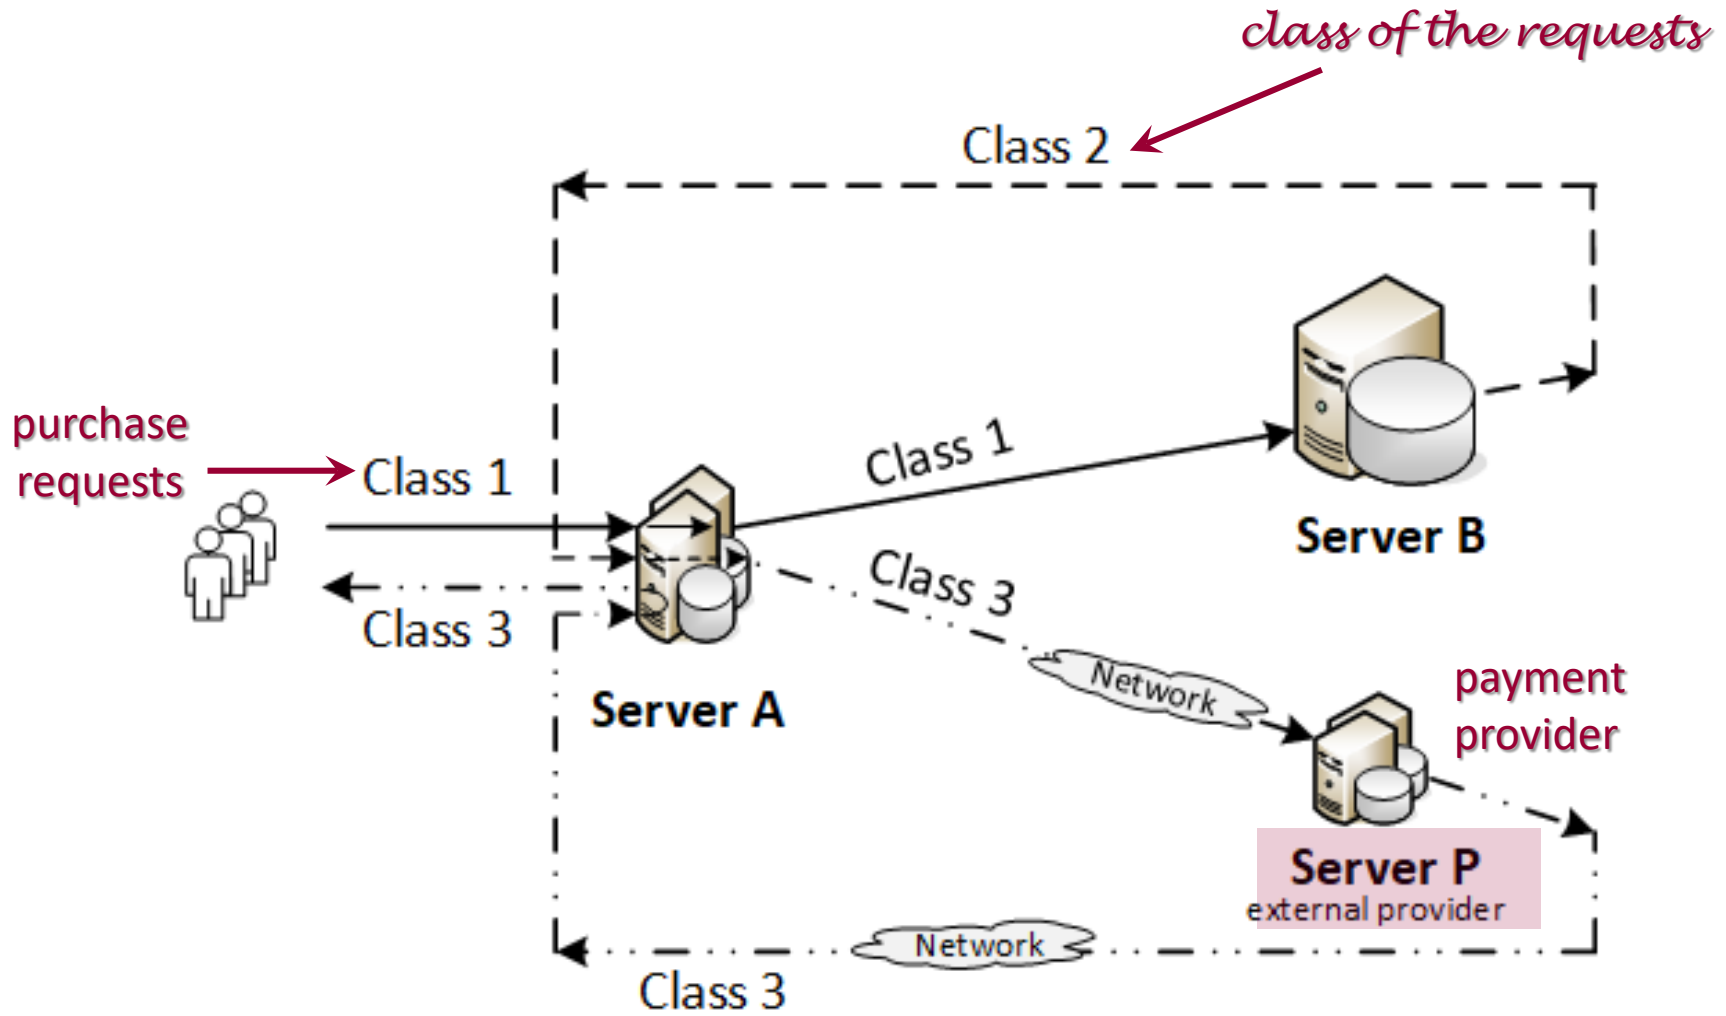 class of the requests
Class 2
purchase
requests
Class 1
Class 1
Server B
Class 3
Class 3
Network
payment
provider
Server A
Server P
external provider
Network
Class 3